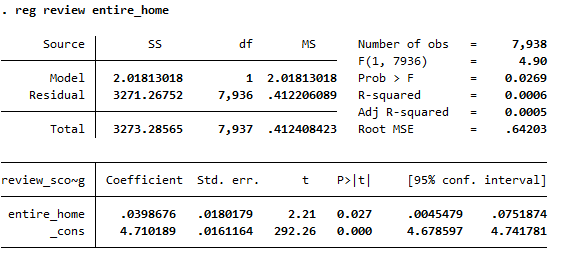 . reg review entire_home
Source | SS df MS Number of obs = 7,938
F(1, 7936) = 4.90
Model | 2.01813018 1 2.01813018 Prob > F = 0.0269
Residual | 3271.26752 7,936 .412206089 R-squared = 0.0006
Adj R-squared = 0.0005
Total | 3273.28565 7,937 .412408423 Root MSE = .64203
review_sco~g | Coefficient Std. err. t P>|t| [95% conf. interval]
entire_home | .0398676 .0180179 2.21 0.027 .0045479 .0751874
_cons | 4.710189 .0161164 292.26 0.000 4.678597 4.741781